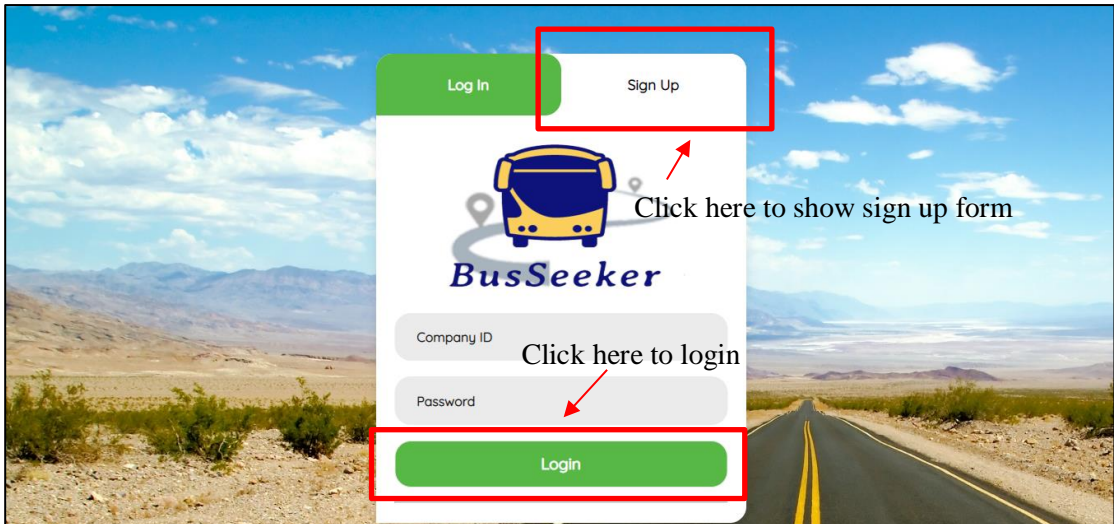 Log In
Sign Up
Click here to show sign up form
BusSeeker
Company ID
Click here to login
Password
Login